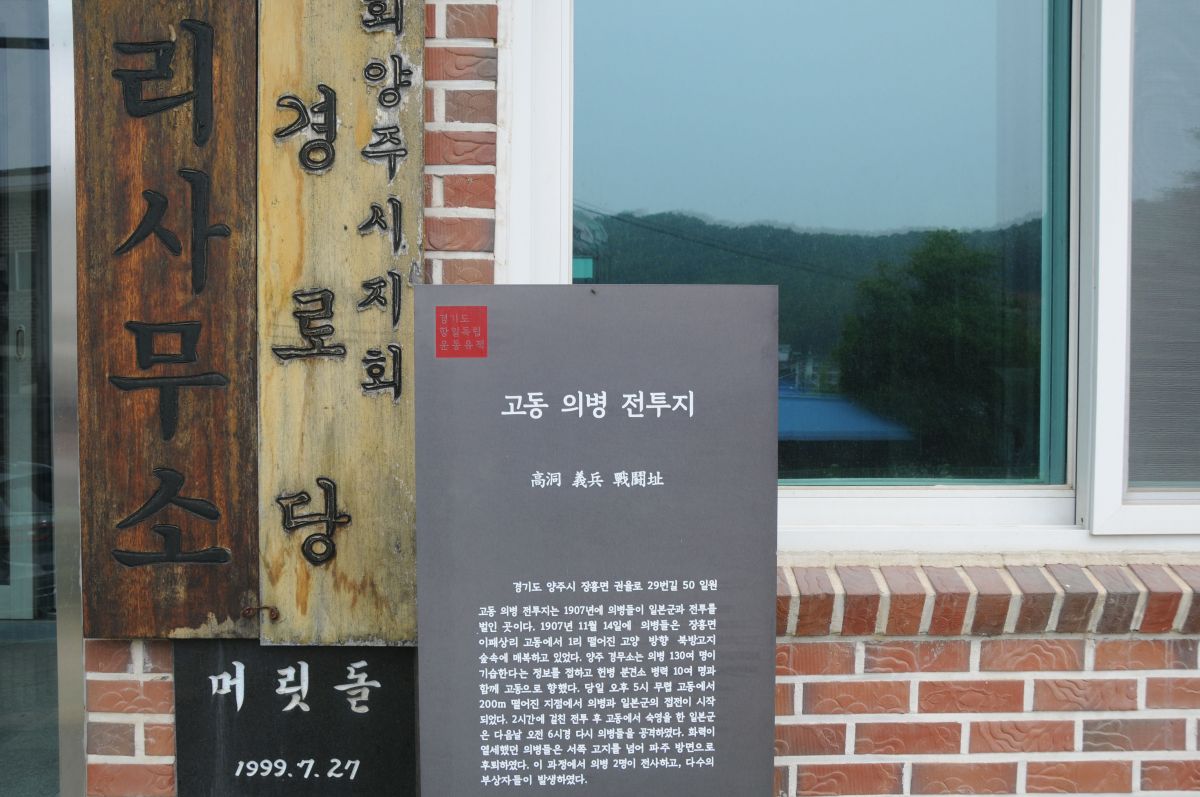 리사무소
경로당
회양주시지회
머릿돌
1999.7.27
경기도
항일독립
운동유적
고동 의병 전투지
高洞 義兵 戰鬪址
경기도 양주시 장흥면 권율로 29번길 50 일원
고동 의병 전투지는 1907년에 의병들이 일본군과 전투를
벌인 곳이다. 1907년 11월 14일에 의병들은 장흥면
이패상리 고동에서 1리 떨어진 고양 방향 북방고지
숲속에 매복하고 있었다. 양주 경무소는 의병 130여 명이
기습한다는 정보를 접하고 헌병 분견소 병력 10여 명과
함께 고동으로 향했다. 당일 오후 5시 무렵 고동에서
200m 떨어진 지점에서 의병과 일본군의 접전이 시작
되었다. 2시간에 걸친 전투 후 고동에서 숙영을 한 일본군
은 다음날 오전 6시경 다시 의병들을 공격하였다. 화력이
열세했던 의병들은 서쪽 고지를 넘어 파주 방면으로
후퇴하였다. 이 과정에서 의병 2명이 전사하고, 다수의
부상자들이 발생하였다.